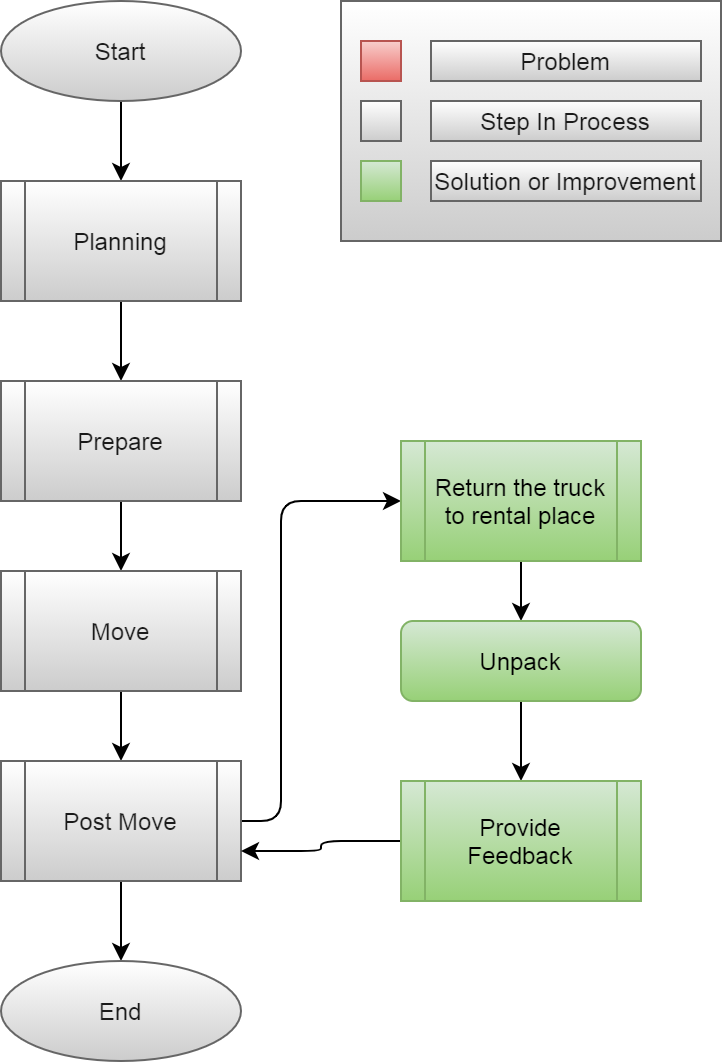 Start
Problem
Step In Process
Solution or Improvement
Planning
Prepare
Return the truck
to rental place
Move
Unpack
Post Move
Provide
Feedback
End